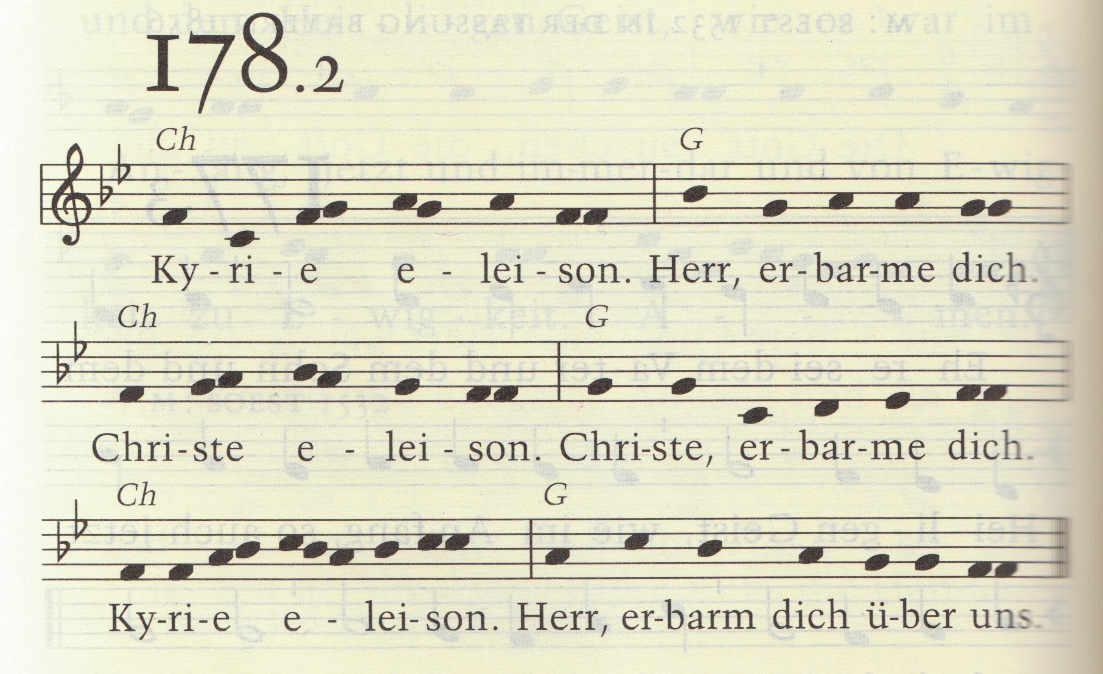 178.2
Ch G
Ky - ri - e e - lei - son. Herr, er - bar-me dich.
Ch G
Chri - ste e - lei - son. Chri-ste, er - bar-me dich.
Ch G
Ky-ri-e e - lei- son. Herr, er-barm dich ü-ber uns.